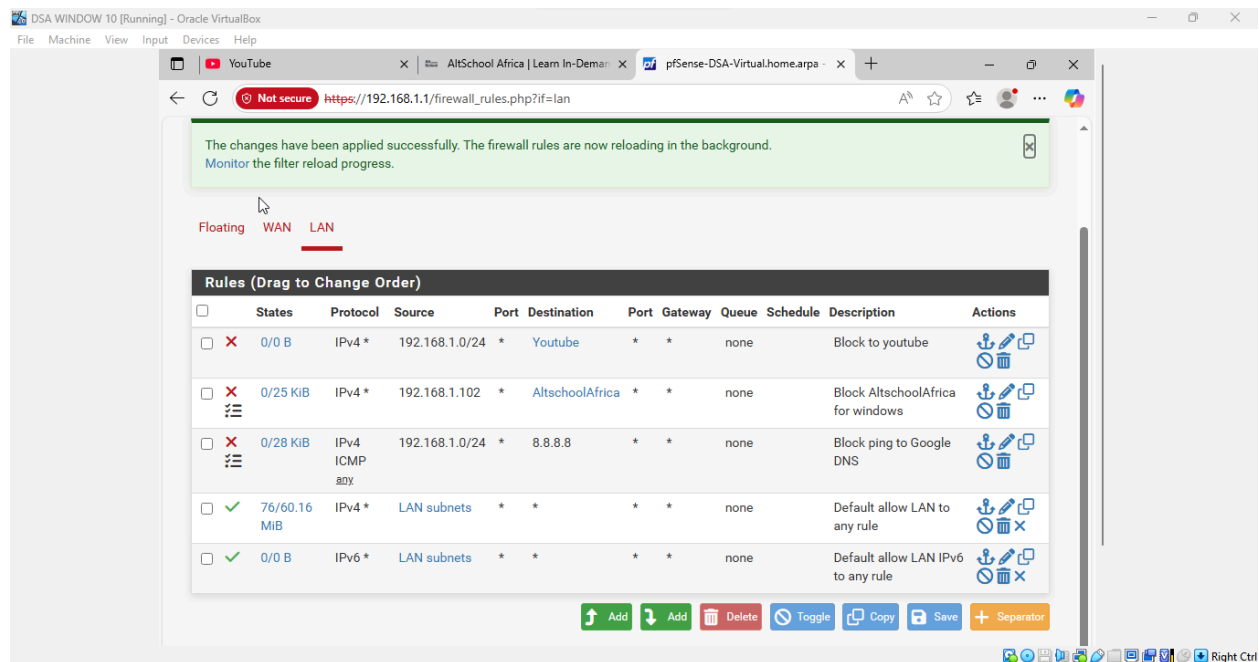 DSA WINDOW 10 [Running] - Oracle VirtualBox
File Machine View Input Devices Help
YouTube
AltSchool Africa | Learn In-Deman
pfSense-DSA-Virtual.home.arpa -
Not secure https://192.168.1.1/firewall_rules.php?if=lan
The changes have been applied successfully. The firewall rules are now reloading in the background.
Monitor the filter reload progress.
Floating WAN LAN
Rules (Drag to Change Order)
States Protocol Source Port Destination Port Gateway Queue Schedule Description Actions
0/0 B IPv4 * 192.168.1.0/24 * Youtube * * none Block to youtube
0/25 KiB IPv4 * 192.168.1.102 * AltschoolAfrica * * none Block AltschoolAfrica
for windows
0/28 KiB IPv4 192.168.1.0/24 * 8.8.8.8 * * none Block ping to Google
ICMP DNS
any
76/60.16 IPv4 * LAN subnets * * * * none Default allow LAN to
MiB any rule
0/0 B IPv6 * LAN subnets * * * * none Default allow LAN IPv6
to any rule
Add Add Delete Toggle Copy Save Separator
Right Ctrl